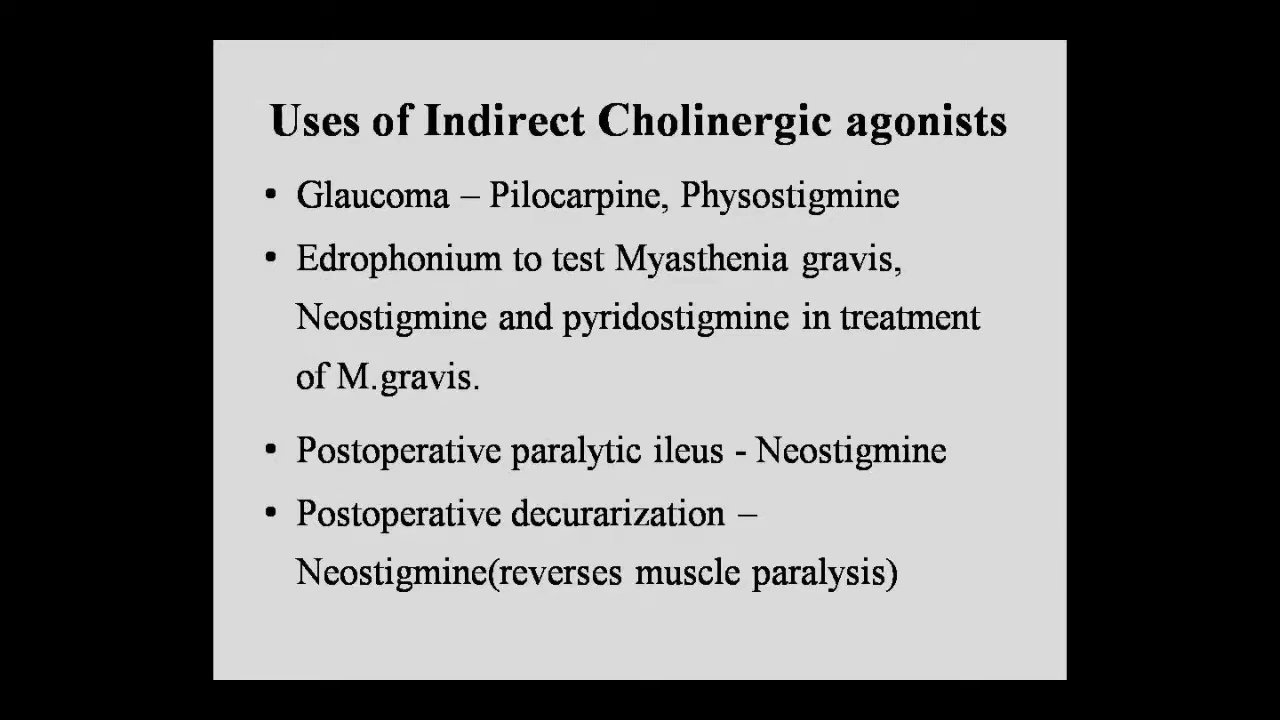 Uses of Indirect Cholinergic agonists
• Glaucoma – Pilocarpine, Physostigmine
• Edrophonium to test Myasthenia gravis,
Neostigmine and pyridostigmine in treatment
of M.gravis.
• Postoperative paralytic ileus - Neostigmine
• Postoperative decurarization –
Neostigmine(reverses muscle paralysis)